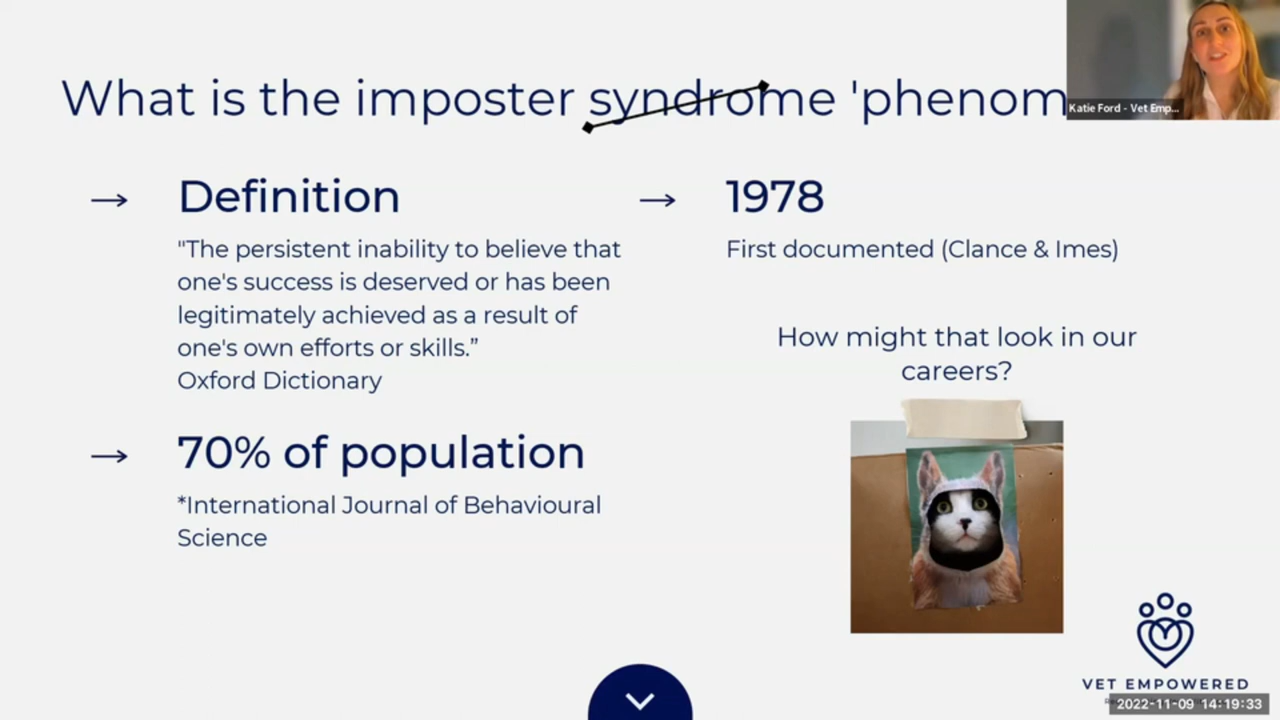 What is the imposter syndrome 'phenom
Katie Ford - Vet Emp...
→ Definition
"The persistent inability to believe that
one's success is deserved or has been
legitimately achieved as a result of
one's own efforts or skills.”
Oxford Dictionary
→ 70% of population
*International Journal of Behavioural
Science
→ 1978
First documented (Clance & Imes)
How might that look in our
careers?
VET EMPOWERED
2022-11-09 14:19:33